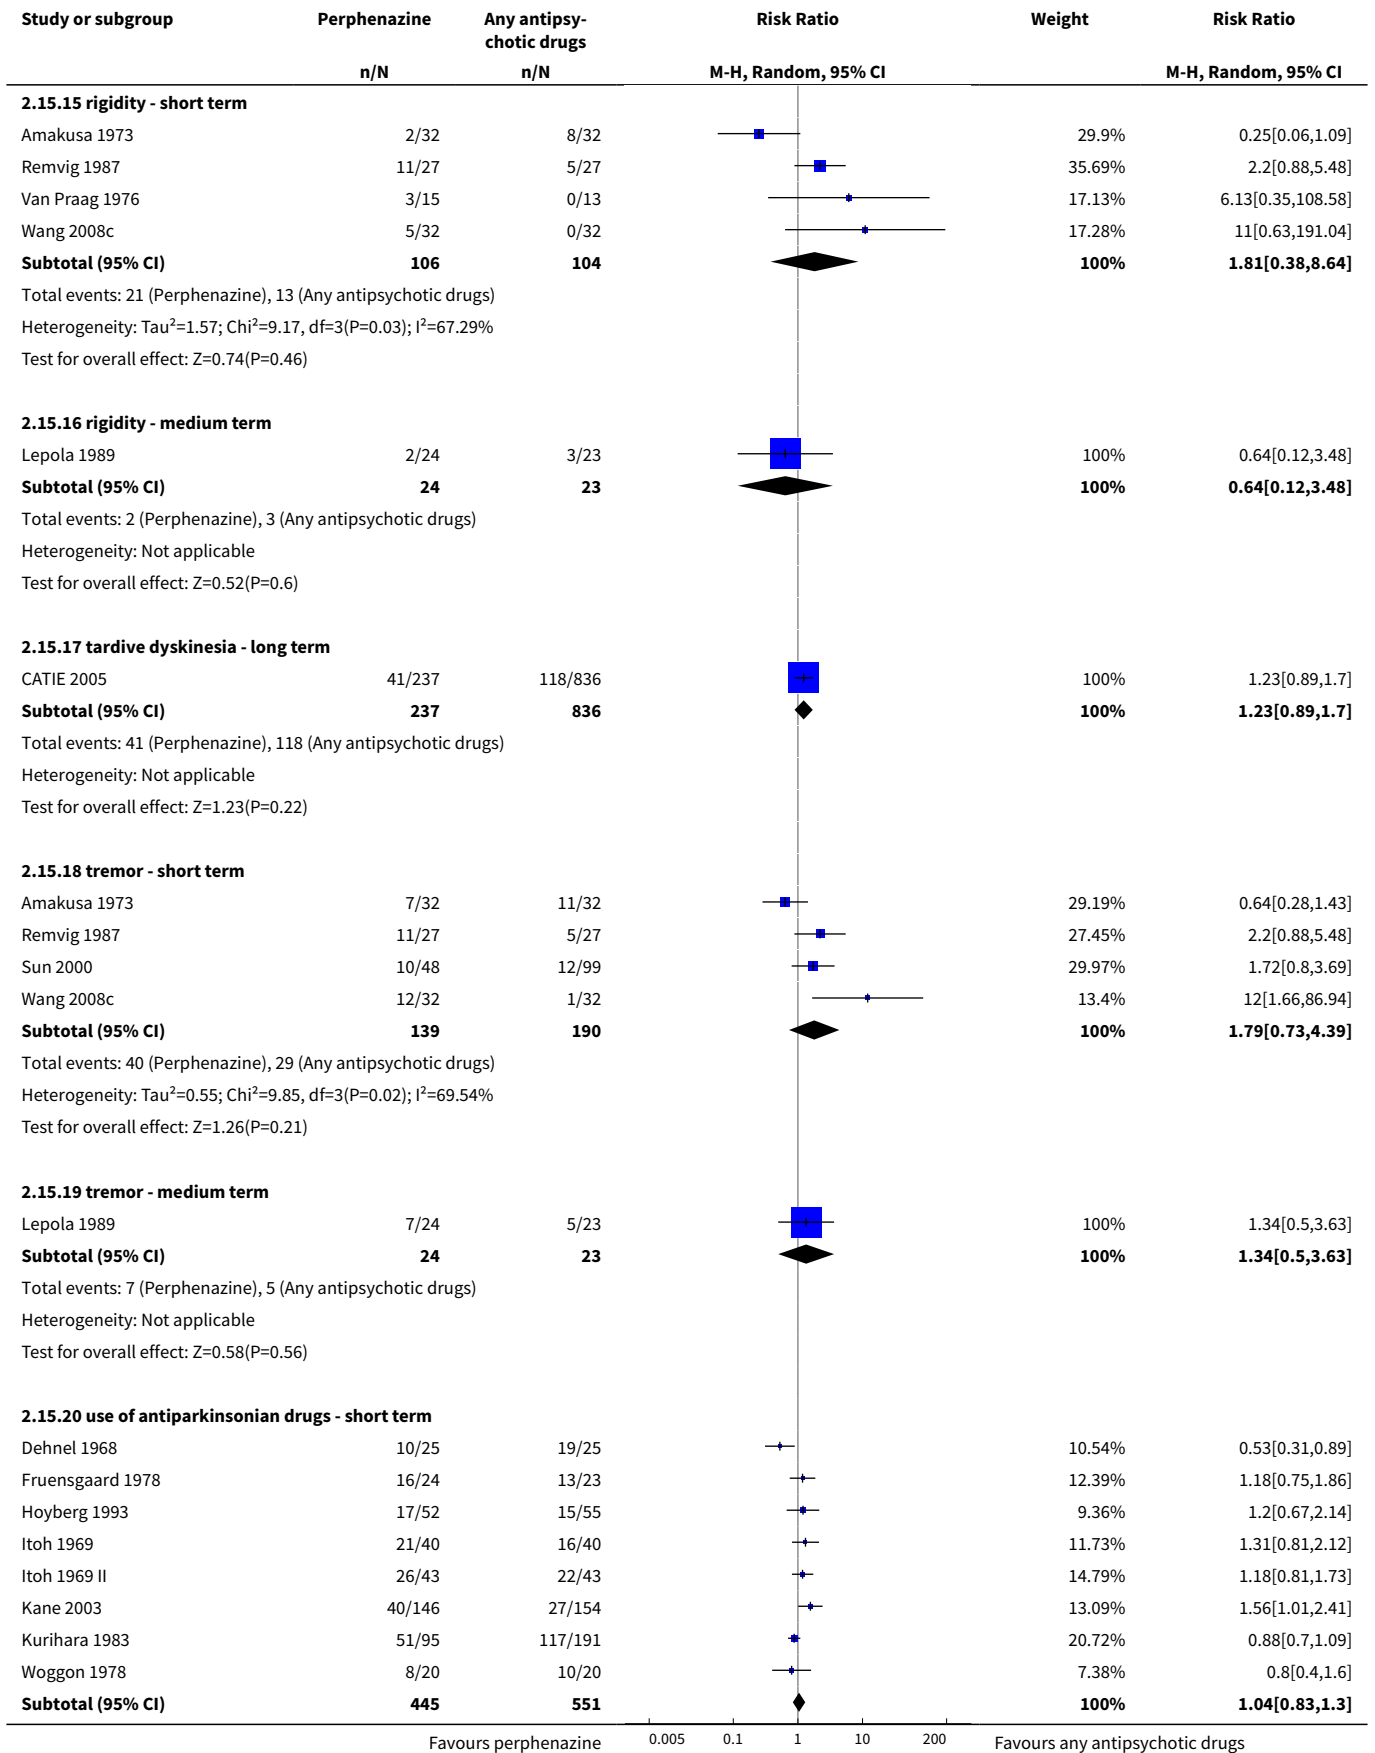 Study or subgroup Perphenazine Any antipsy- Risk Ratio Weight Risk Ratio
chotic drugs
n/N n/N M-H, Random, 95% CI M-H, Random, 95% CI
2.15.15 rigidity - short term
Amakusa 1973 2/32 8/32 29.9% 0.25[0.06,1.09]
Remvig 1987 11/27 5/27 35.69% 2.2[0.88,5.48]
Van Praag 1976 3/15 0/13 17.13% 6.13[0.35,108.58]
Wang 2008c 5/32 0/32 17.28% 11[0.63,191.04]
Subtotal (95% CI) 106 104 100% 1.81[0.38,8.64]
Total events: 21 (Perphenazine), 13 (Any antipsychotic drugs)
Heterogeneity: Tau²=1.57; Chi²=9.17, df=3(P=0.03); I²=67.29%
Test for overall effect: Z=0.74(P=0.46)
2.15.16 rigidity - medium term
Lepola 1989 2/24 3/23 100% 0.64[0.12,3.48]
Subtotal (95% CI) 24 23 100% 0.64[0.12,3.48]
Total events: 2 (Perphenazine), 3 (Any antipsychotic drugs)
Heterogeneity: Not applicable
Test for overall effect: Z=0.52(P=0.6)
2.15.17 tardive dyskinesia - long term
CATIE 2005 41/237 118/836 100% 1.23[0.89,1.7]
Subtotal (95% CI) 237 836 100% 1.23[0.89,1.7]
Total events: 41 (Perphenazine), 118 (Any antipsychotic drugs)
Heterogeneity: Not applicable
Test for overall effect: Z=1.23(P=0.22)
2.15.18 tremor - short term
Amakusa 1973 7/32 11/32 29.19% 0.64[0.28,1.43]
Remvig 1987 11/27 5/27 27.45% 2.2[0.88,5.48]
Sun 2000 10/48 12/99 29.97% 1.72[0.8,3.69]
Wang 2008c 12/32 1/32 13.4% 12[1.66,86.94]
Subtotal (95% CI) 139 190 100% 1.79[0.73,4.39]
Total events: 40 (Perphenazine), 29 (Any antipsychotic drugs)
Heterogeneity: Tau²=0.55; Chi²=9.85, df=3(P=0.02); I²=69.54%
Test for overall effect: Z=1.26(P=0.21)
2.15.19 tremor - medium term
Lepola 1989 7/24 5/23 100% 1.34[0.5,3.63]
Subtotal (95% CI) 24 23 100% 1.34[0.5,3.63]
Total events: 7 (Perphenazine), 5 (Any antipsychotic drugs)
Heterogeneity: Not applicable
Test for overall effect: Z=0.58(P=0.56)
2.15.20 use of antiparkinsonian drugs - short term
Dehnel 1968 10/25 19/25 10.54% 0.53[0.31,0.89]
Fruensgaard 1978 16/24 13/23 12.39% 1.18[0.75,1.86]
Hoyberg 1993 17/52 15/55 9.36% 1.2[0.67,2.14]
Itoh 1969 21/40 16/40 11.73% 1.31[0.81,2.12]
Itoh 1969 II 26/43 22/43 14.79% 1.18[0.81,1.73]
Kane 2003 40/146 27/154 13.09% 1.56[1.01,2.41]
Kurihara 1983 51/95 117/191 20.72% 0.88[0.7,1.09]
Woggon 1978 8/20 10/20 7.38% 0.8[0.4,1.6]
Subtotal (95% CI) 445 551 100% 1.04[0.83,1.3]
Favours perphenazine 0.005 0.1 1 10 200 Favours any antipsychotic drugs